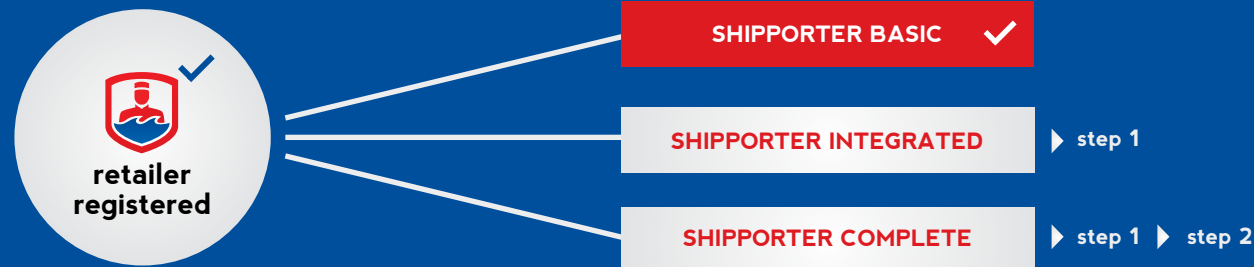 retailer
registered
SHIPPORTER BASIC
SHIPPORTER INTEGRATED
step 1
SHIPPORTER COMPLETE
step 1
step 2